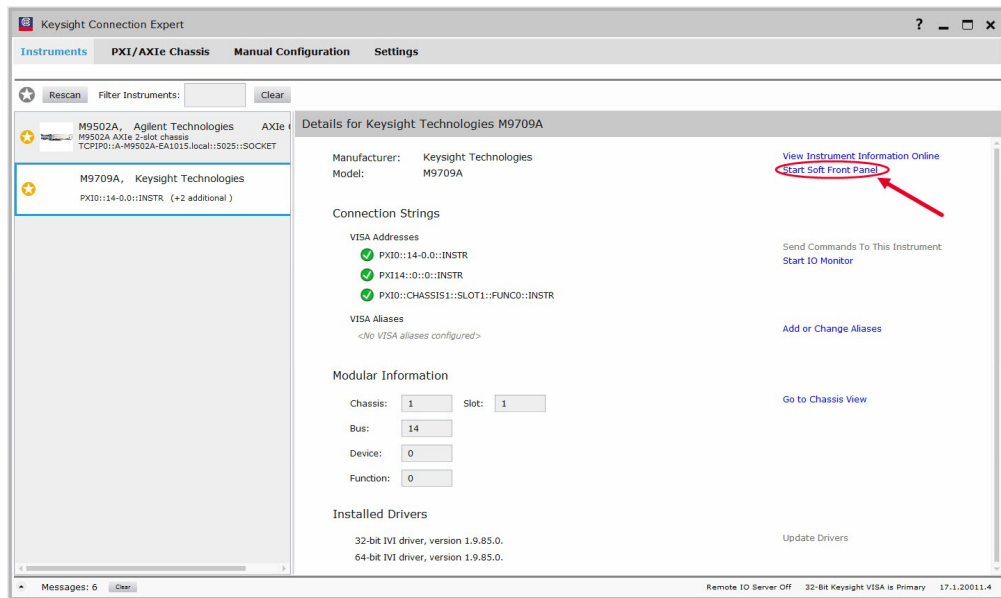 Keysight Connection Expert
Instruments PXI/AXIe Chassis Manual Configuration Settings
Rescan Filter Instruments: Clear
M9502A, Agilent Technologies AXIe
M9502A AXIe 2-slot chassis
TCPIP0::A-M9502A-EA1015.local::5025::SOCKET
M9709A, Keysight Technologies
PXI0::14-0.0::INSTR (+2 additional )
Details for Keysight Technologies M9709A
Manufacturer: Keysight Technologies
Model: M9709A
View Instrument Information Online
Start Soft Front Panel
Connection Strings
VISA Addresses
PXI0::14-0.0::INSTR
PXI14::0::0::INSTR
PXI0::CHASSIS1::SLOT1::FUNC0::INSTR
Send Commands To This Instrument
Start IO Monitor
VISA Aliases
<No VISA aliases configured>
Add or Change Aliases
Modular Information
Chassis: 1 Slot: 1
Go to Chassis View
Bus: 14
Device: 0
Function: 0
Installed Drivers
32-bit IVI driver, version 1.9.85.0.
64-bit IVI driver, version 1.9.85.0.
Update Drivers
Messages: 6 Clear
Remote IO Server Off 32-Bit Keysight VISA is Primary 17.1.20011.4